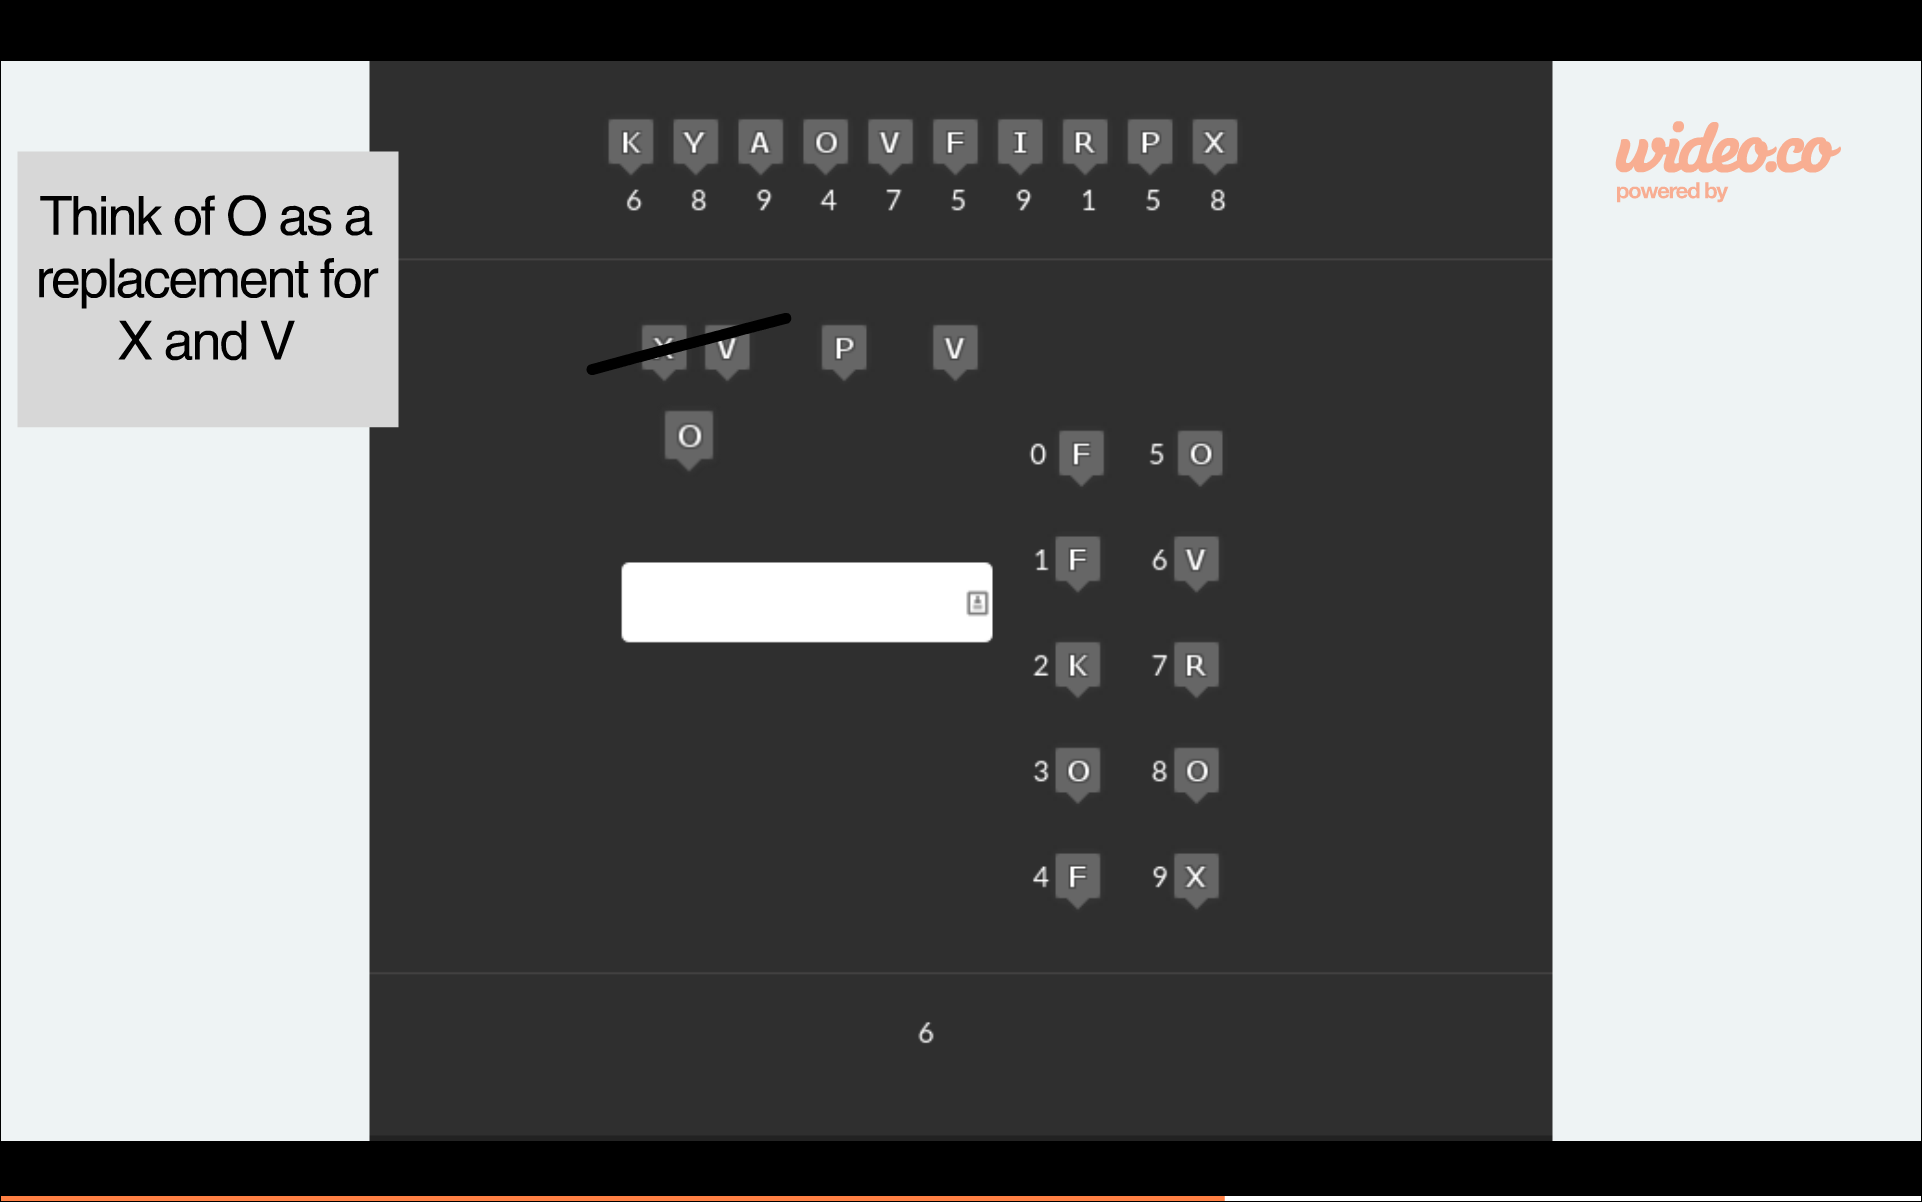 K Y A O V F I R P X
6 8 9 4 7 5 9 1 5 8
wideo.co
powered by
Think of O as a
replacement for
X and V
X V P V
O
0 F 5 O
1 F 6 V
2 K 7 R
3 O 8 O
4 F 9 X
6